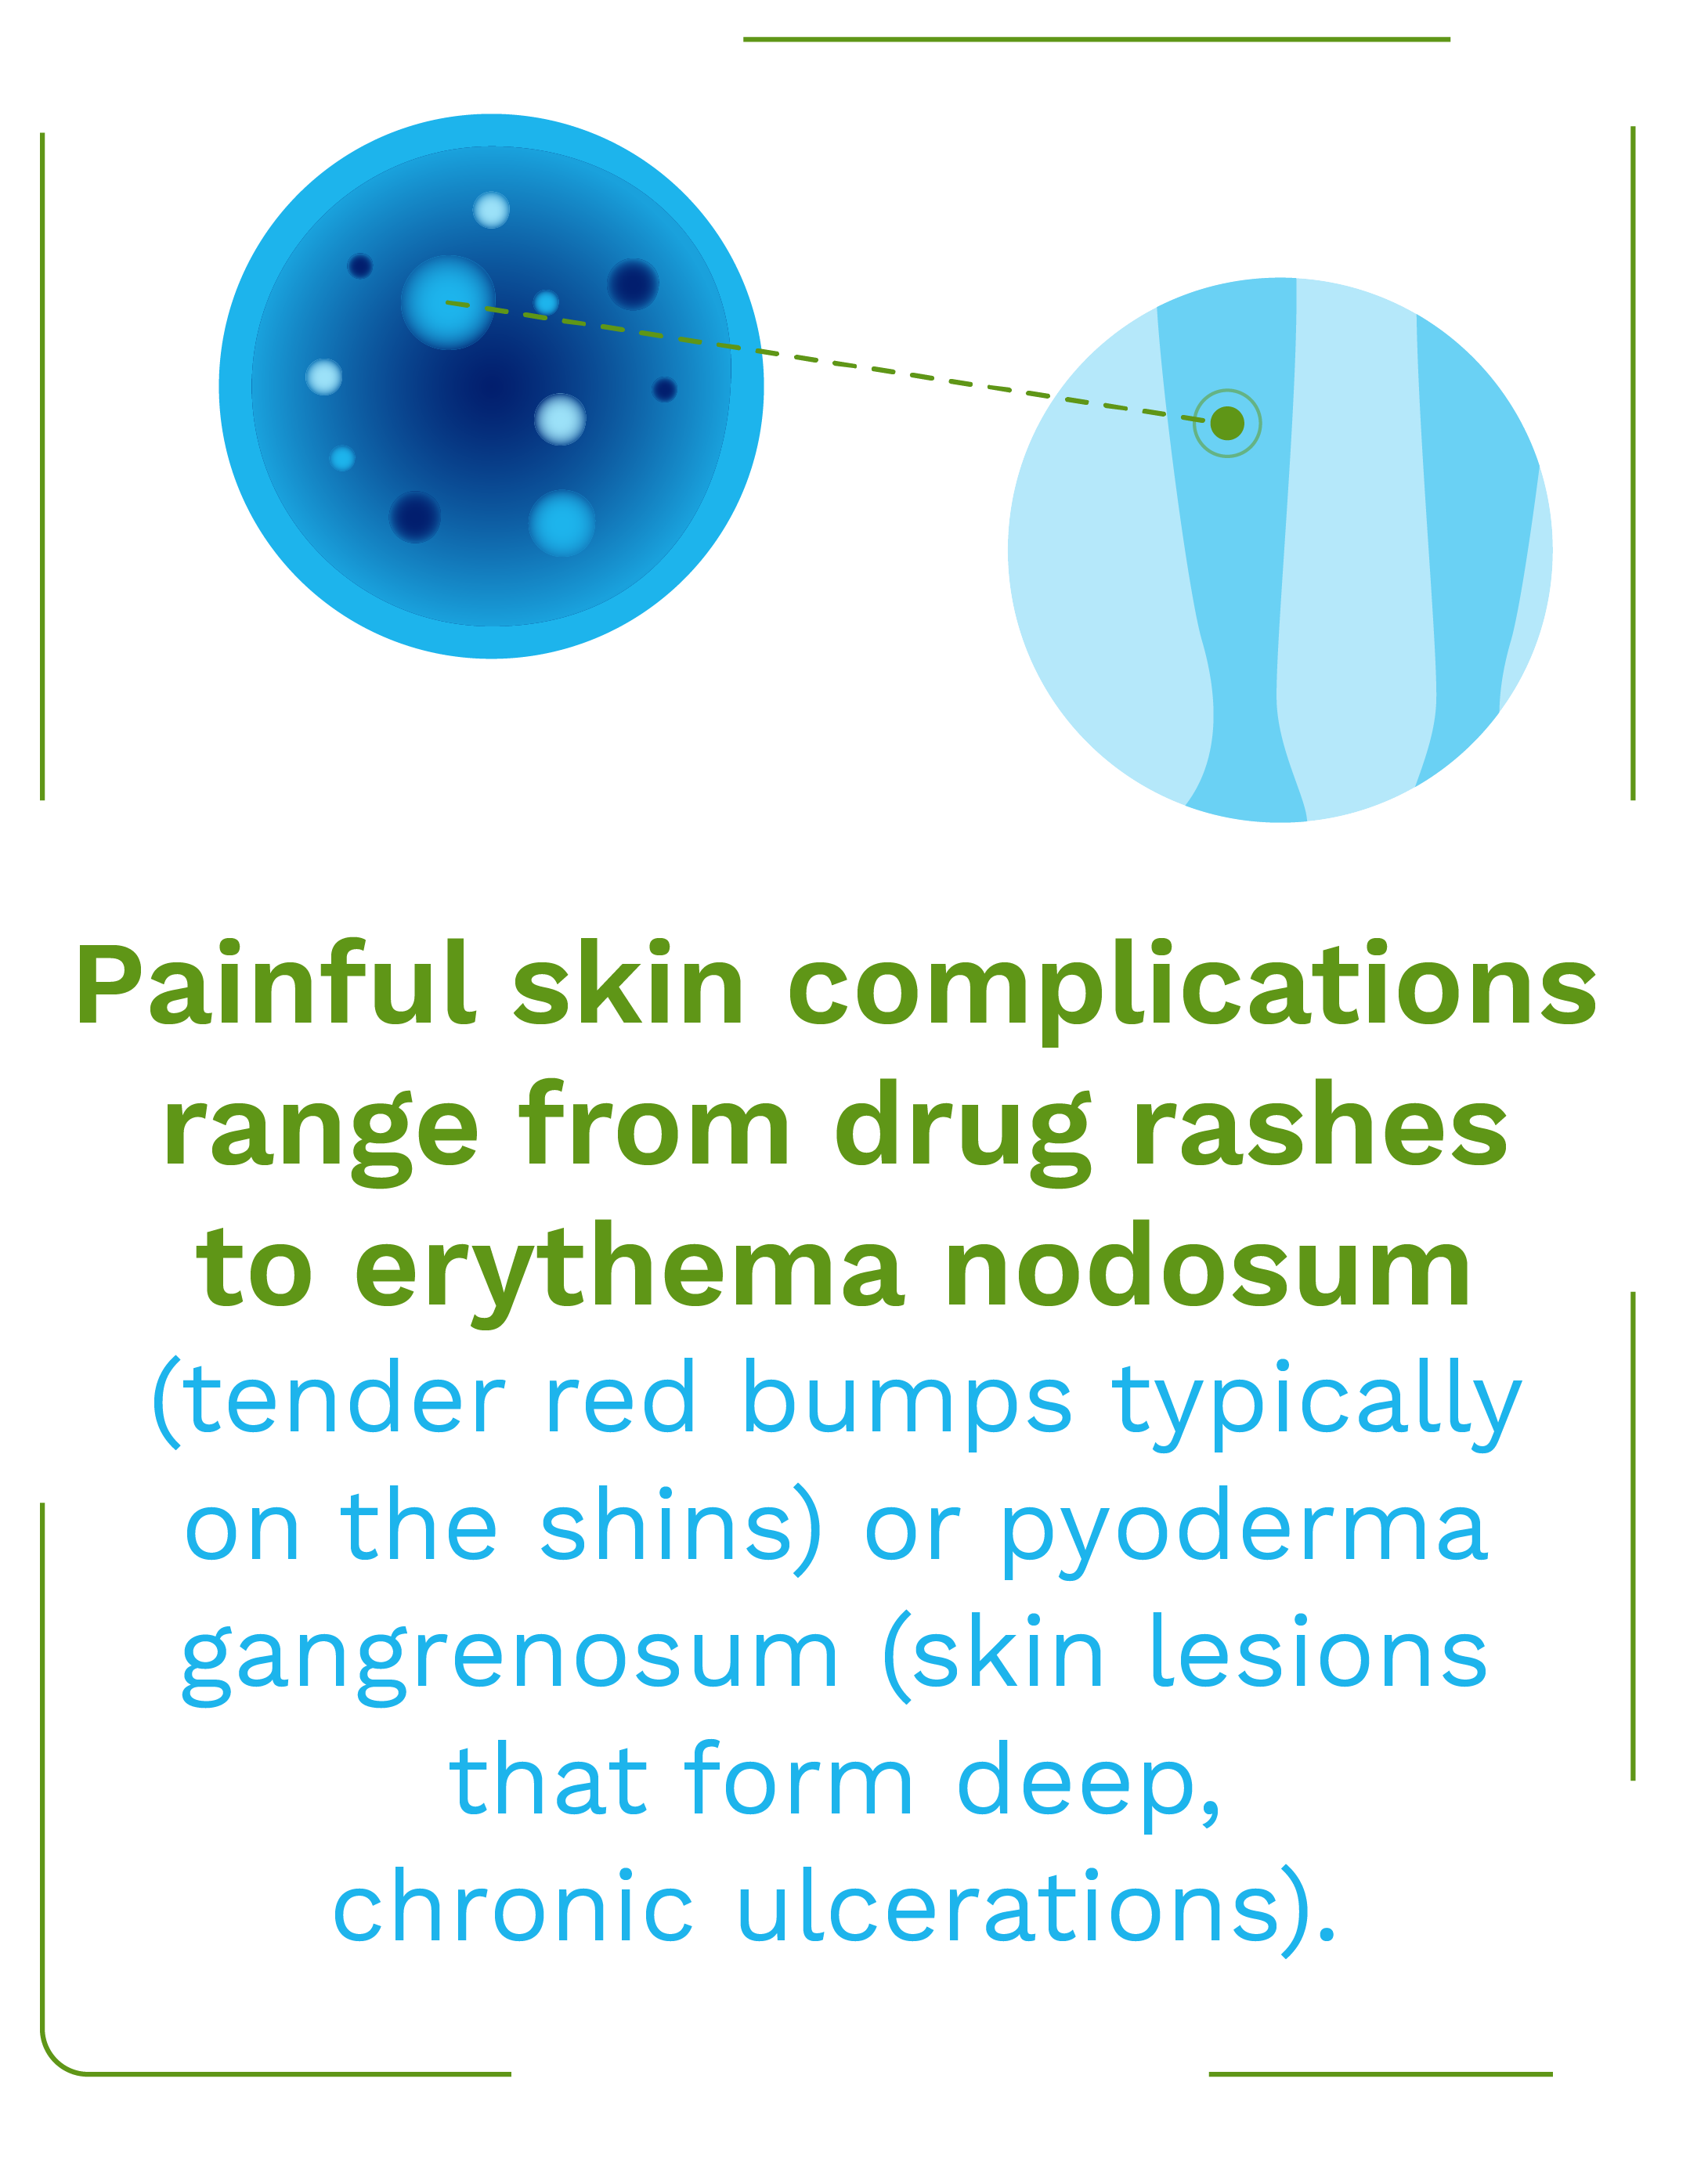 Painful skin complications
range from drug rashes
to erythema nodosum
(tender red bumps typically
on the shins) or pyoderma
gangrenosum (skin lesions
that form deep,
chronic ulcerations).